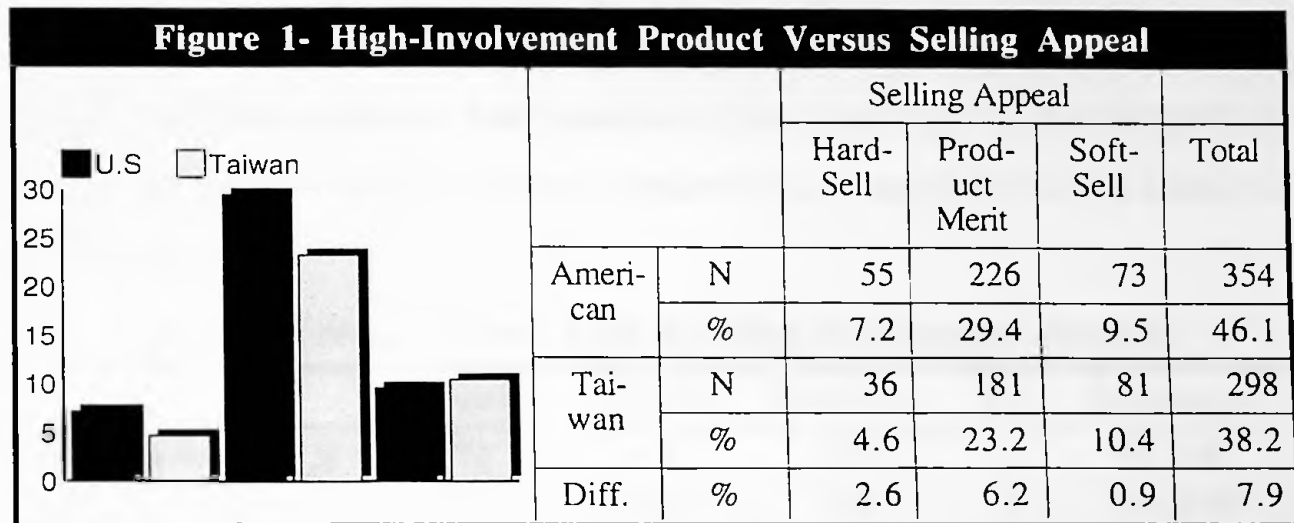 Figure 1- High-Involvement Product Versus Selling Appeal
U.S Taiwan
30
25
20
15
10
5
0
Selling Appeal
Hard-Sell Prod-uct Merit Soft-Sell Total
Ameri-can N 55 226 73 354
% 7.2 29.4 9.5 46.1
Tai-wan N 36 181 81 298
% 4.6 23.2 10.4 38.2
Diff. % 2.6 6.2 0.9 7.9